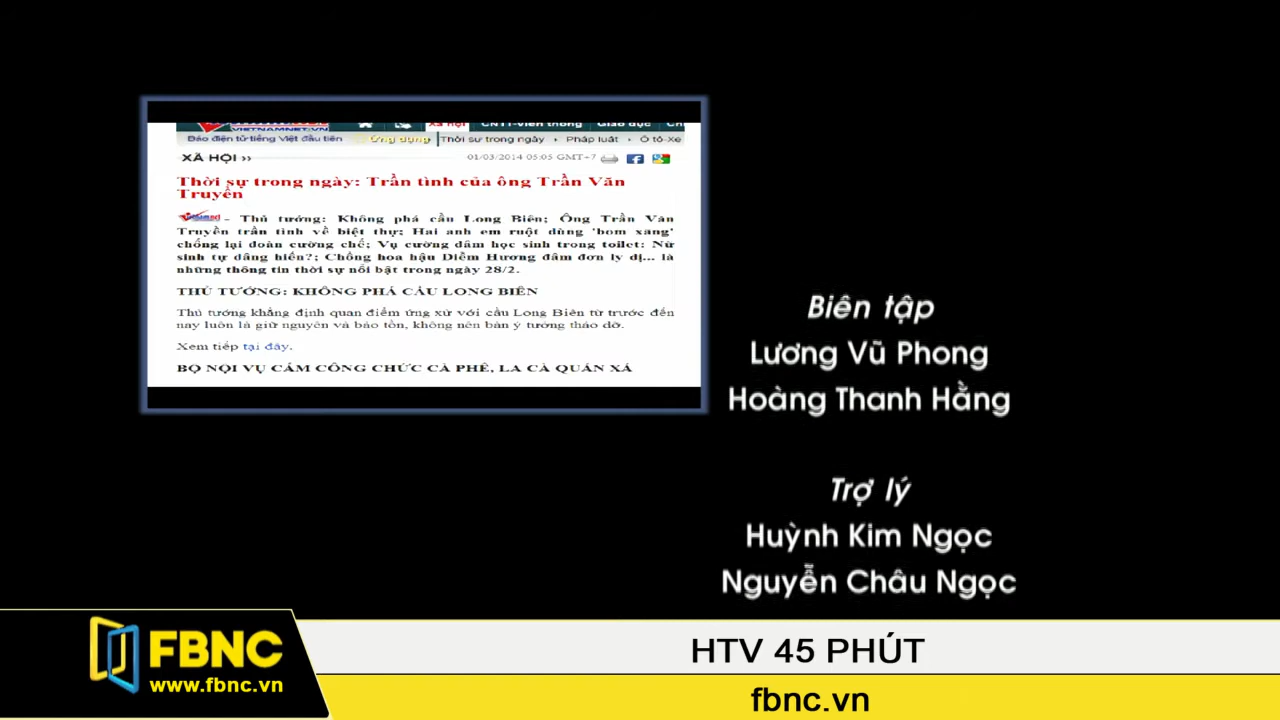 VIETNAMNET.VN
Xã hội CNTT-Viễn thông Giáo dục
Báo điện tử tiếng Việt đầu tiên Ứng dụng Thời sự trong ngày Pháp luật Ô tô-Xe
XÃ HỘI ›› 01/03/2014 05:05 GMT+7
Thời sự trong ngày: Trần tình của ông Trần Văn
Truyền
- Thủ tướng: Không phá cầu Long Biên; Ông Trần Văn
Truyền trần tình về biệt thự; Hai anh em ruột dùng 'bom xăng'
chống lại đoàn cưỡng chế; Vụ cưỡng dâm học sinh trong toilet: Nữ
sinh tự dâng hiến?; Chồng hoa hậu Diễm Hương đâm đơn ly dị... là
những thông tin thời sự nổi bật trong ngày 28/2.
THỦ TƯỚNG: KHÔNG PHÁ CẦU LONG BIÊN
Thủ tướng khẳng định quan điểm ứng xử với cầu Long Biên từ trước đến
nay luôn là giữ nguyên và bảo tồn, không nên bàn ý tưởng tháo dỡ.
Xem tiếp tại đây.
BỘ NỘI VỤ CẤM CÔNG CHỨC CÀ PHÊ, LA CÀ QUÁN XÁ
Biên tập
Lương Vũ Phong
Hoàng Thanh Hằng
Trợ lý
Huỳnh Kim Ngọc
Nguyễn Châu Ngọc
FBNC
www.fbnc.vn
HTV 45 PHÚT
fbnc.vn